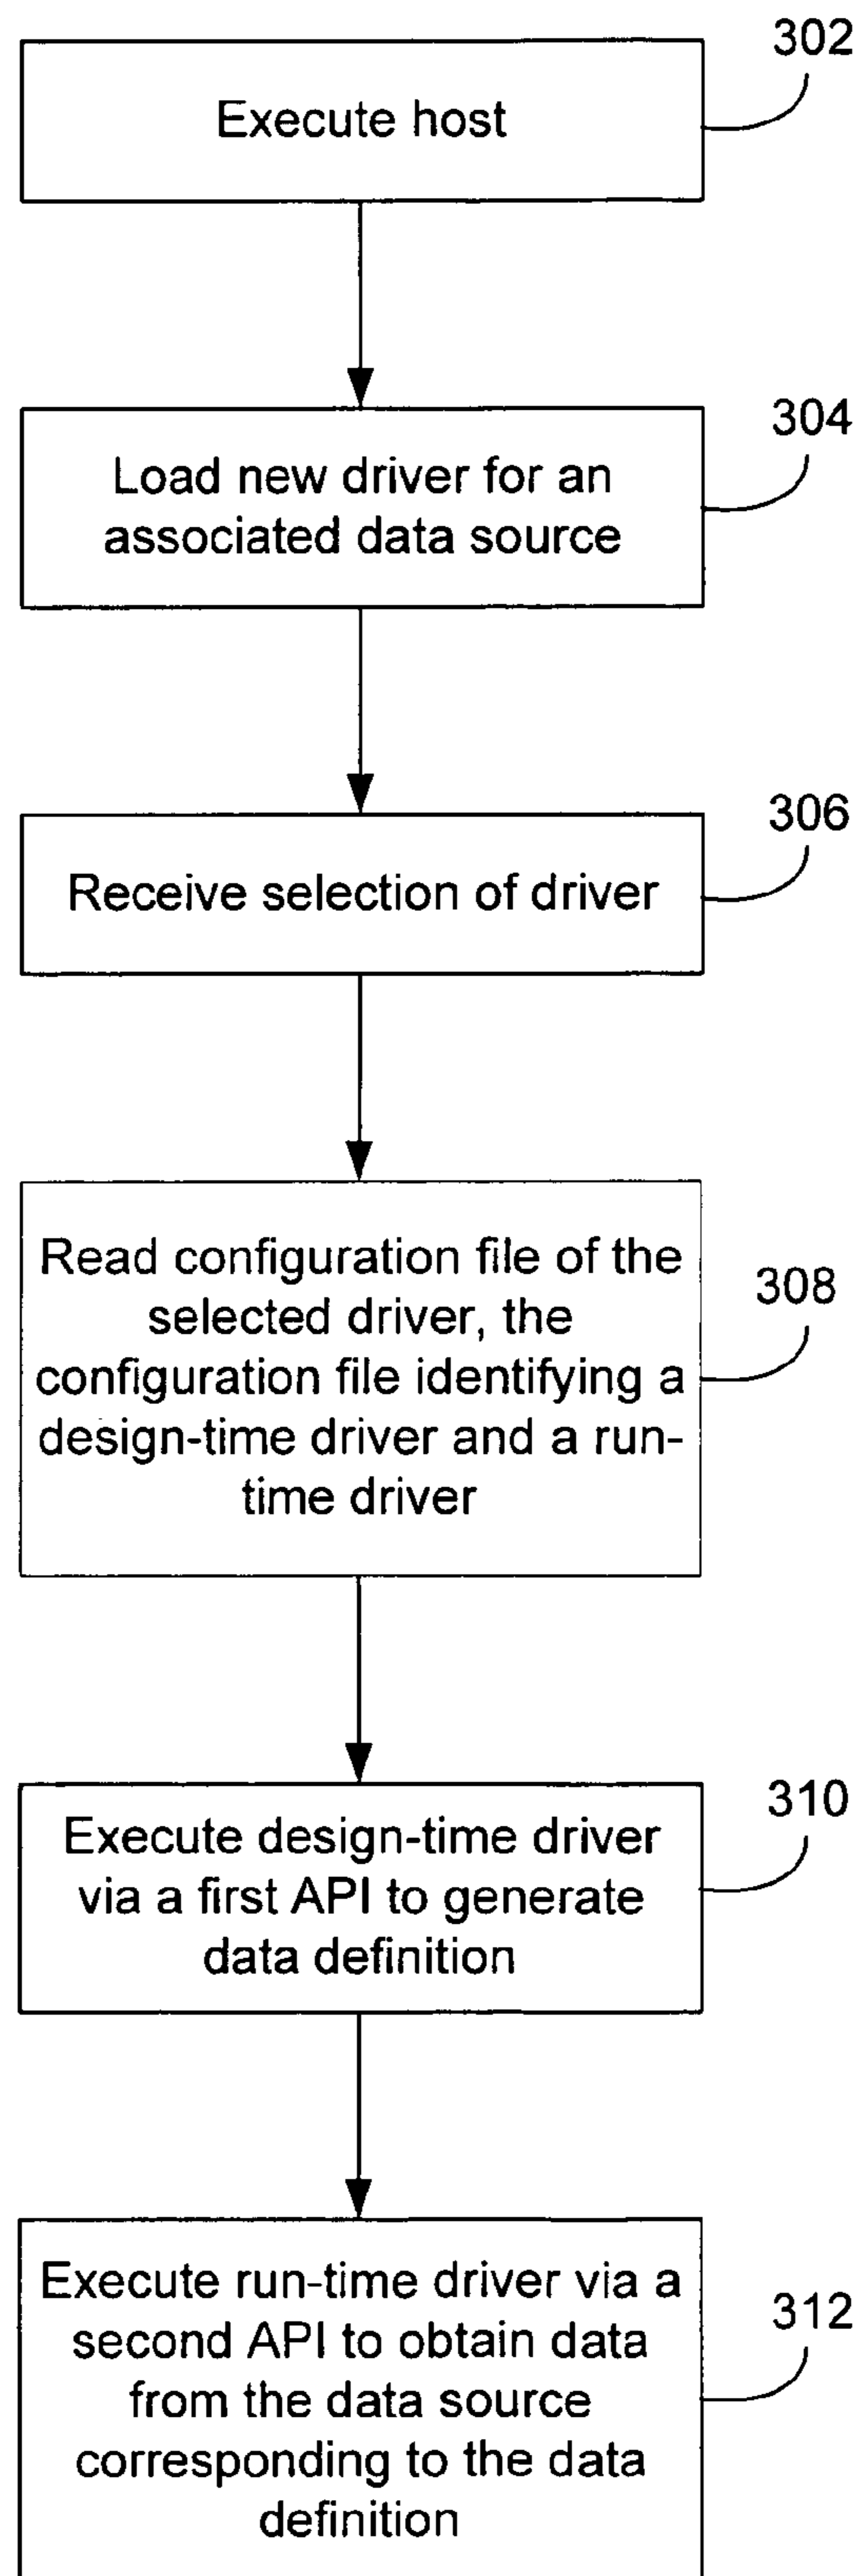 302
Execute host
304
Load new driver for an
associated data source
306
Receive selection of driver
308
Read configuration file of the
selected driver, the
configuration file identifying a
design-time driver and a run-
time driver
310
Execute design-time driver
via a first API to generate
data definition
312
Execute run-time driver via a
second API to obtain data
from the data source
corresponding to the data
definition